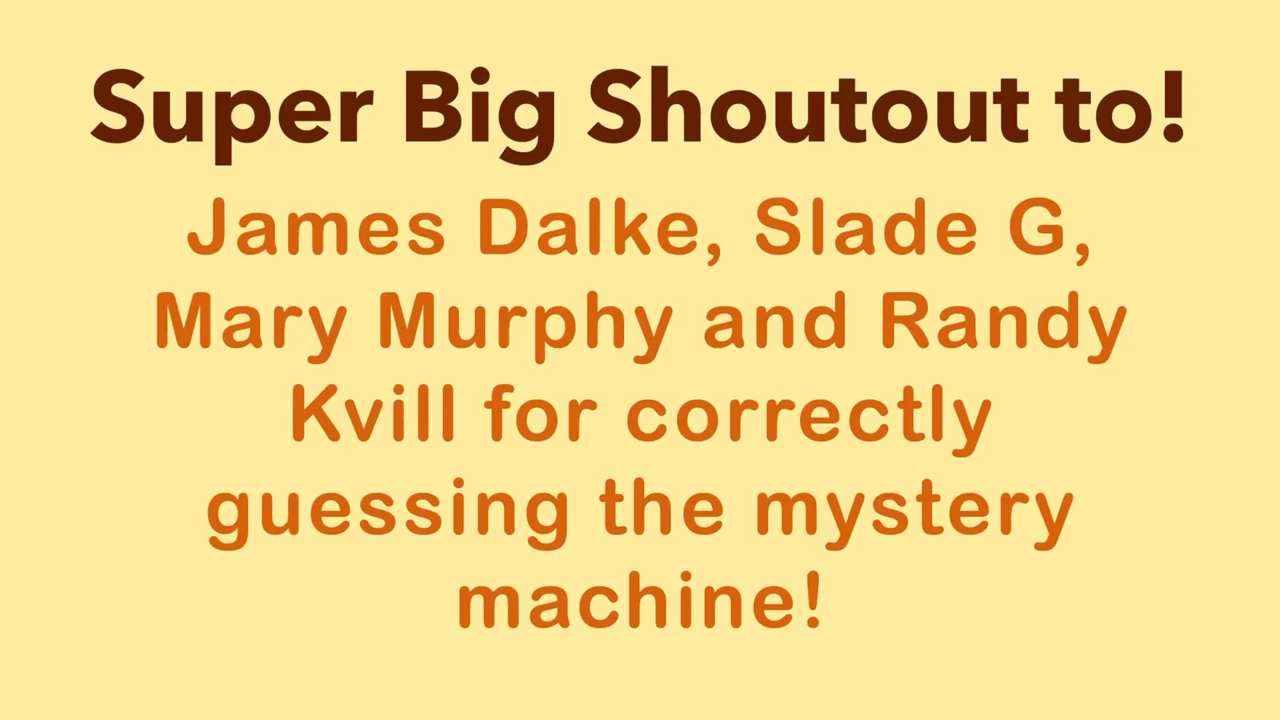 Super Big Shoutout to!
James Dalke, Slade G,
Mary Murphy and Randy
Kvill for correctly
guessing the mystery
machine!